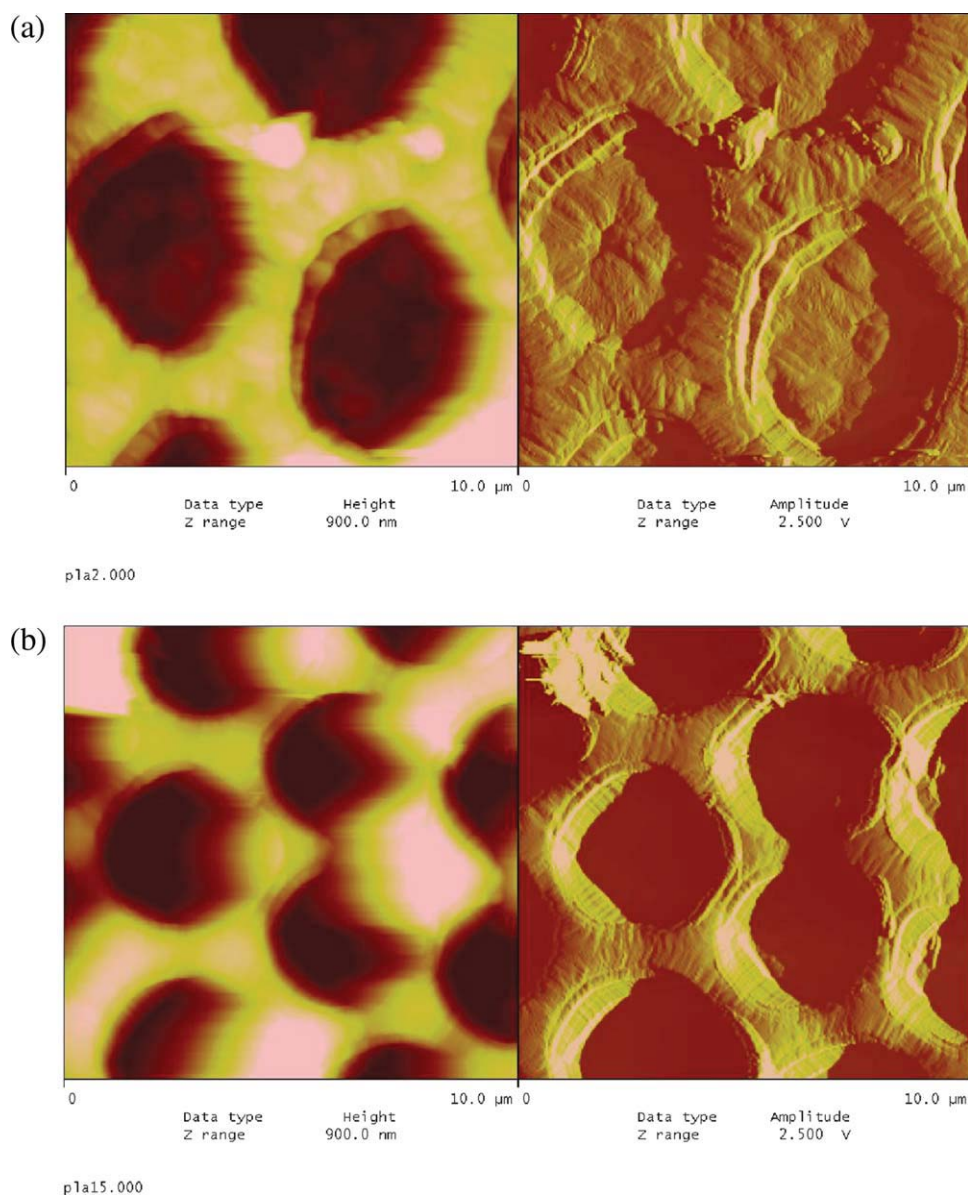 (a)
0 10.0 µm 0 10.0 µm
Data type Height Data type Amplitude
Z range 900.0 nm Z range 2.500 V
p1a2.000
(b)
0 10.0 µm 0 10.0 µm
Data type Height Data type Amplitude
Z range 900.0 nm Z range 2.500 V
p1a15.000